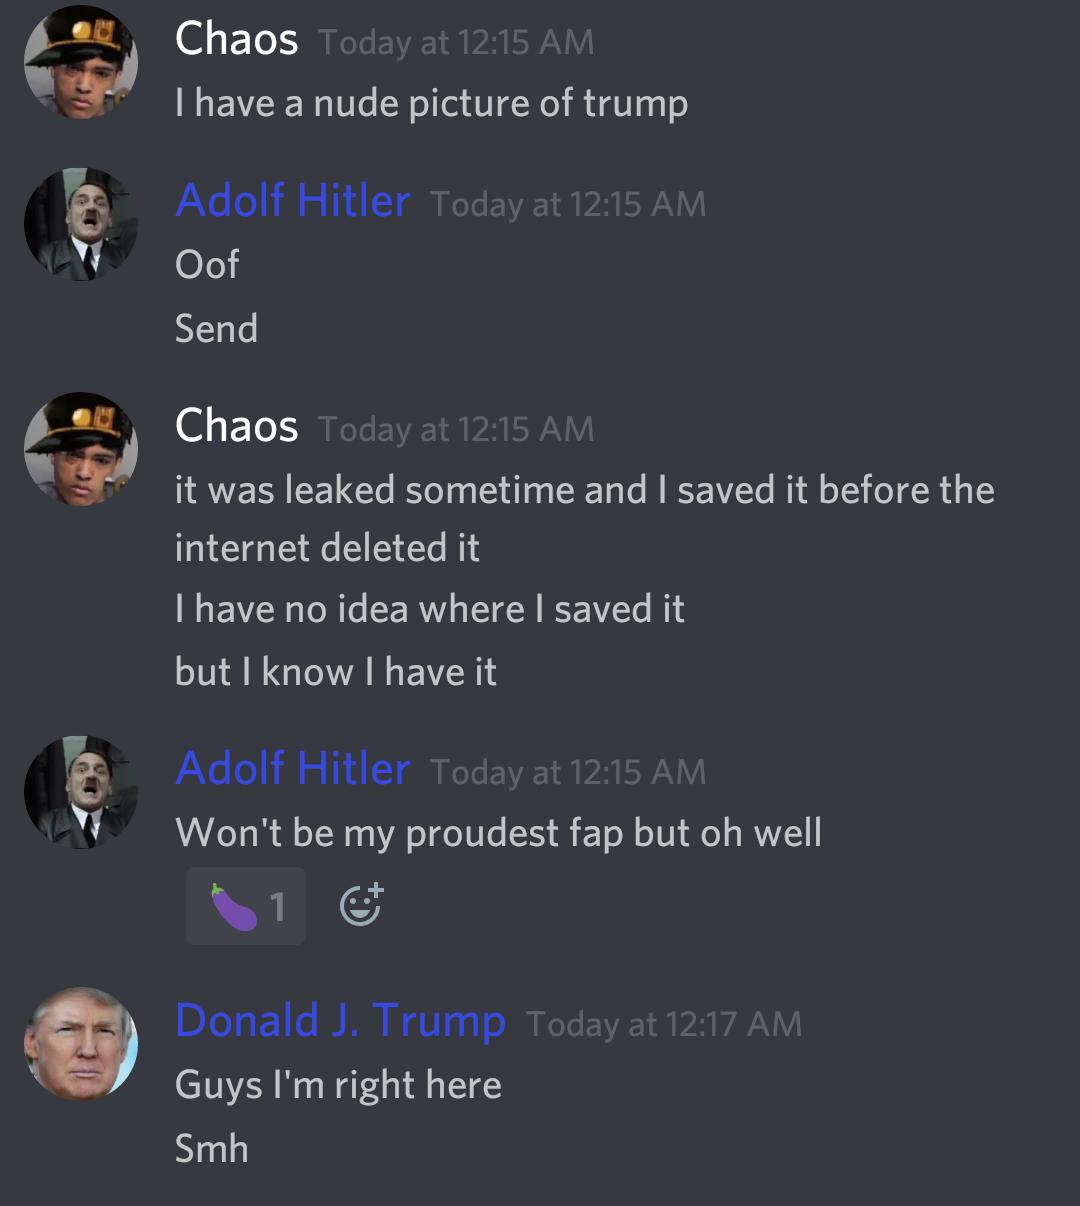 Chaos Today at 12:15 AM
I have a nude picture of trump
Adolf Hitler Today at 12:15 AM
Oof
Send
Chaos Today at 12:15 AM
it was leaked sometime and I saved it before the
internet deleted it
I have no idea where I saved it
but I know I have it
Adolf Hitler Today at 12:15 AM
Won't be my proudest fap but oh well
1
Donald J. Trump Today at 12:17 AM
Guys I'm right here
Smh